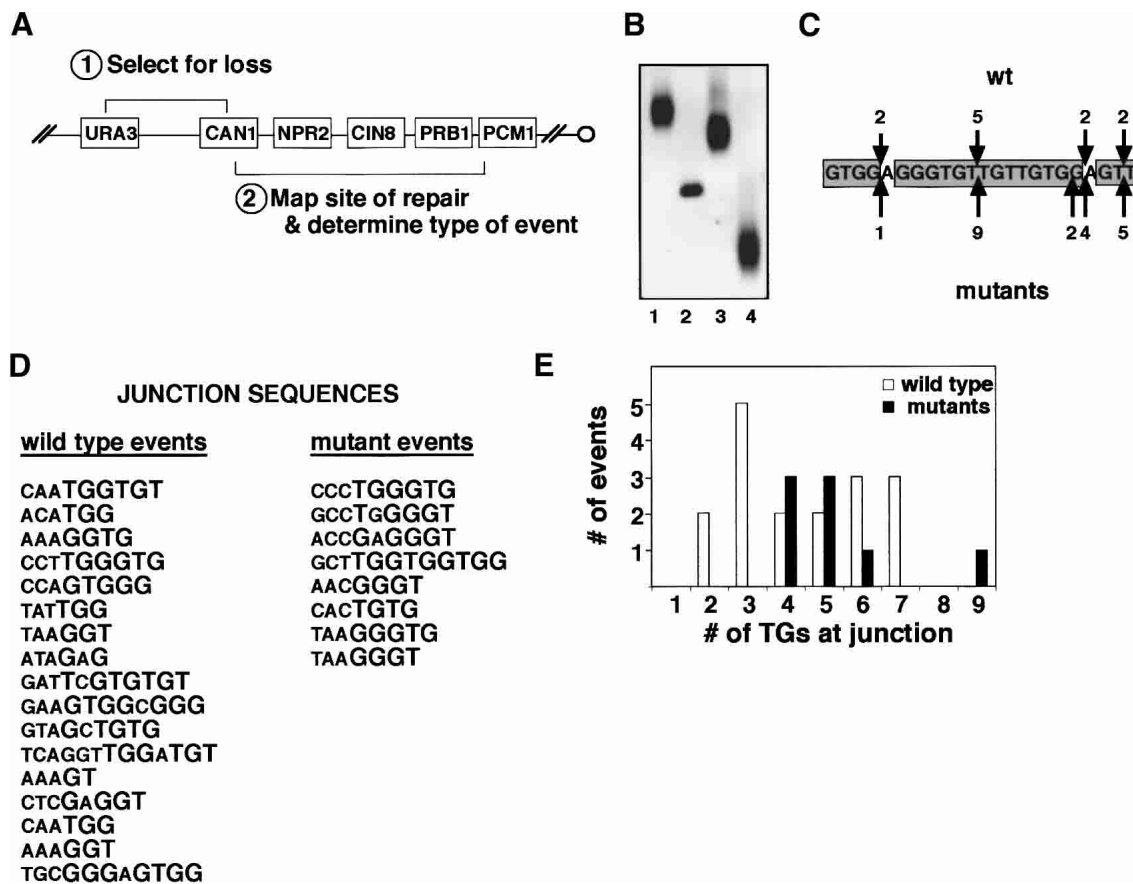 A
① Select for loss
URA3 CAN1 NPR2 CIN8 PRB1 PCM1
② Map site of repair
& determine type of event
B
1 2 3 4
C
wt
2 5 2 2
GTGGAGGGTGTTGTTGTGGAGTT
1 9 2 4 5
mutants
D
JUNCTION SEQUENCES
wild type events
CAATGGTGT
ACATGG
AAAGGTG
CCTTGGGTG
CCAGTGGG
TATTGG
TAAGGT
ATAGAG
GATTCGTGTGT
GAAGTGGCGGG
GTAGCTGTG
TCAGGTTGGATGT
AAAGT
CTCGAGGT
CAATGG
AAAGGT
TGCGGGAGTGG
mutant events
CCCTGGGTG
GCCTGGGGT
ACCGAGGGT
GCTTGGTGGTGG
AACGGGT
CACTGTG
TAAGGGTG
TAAGGGT
E
wild type
mutants
# of events
5
4
3
2
1
1 2 3 4 5 6 7 8 9
# of TGs at junction